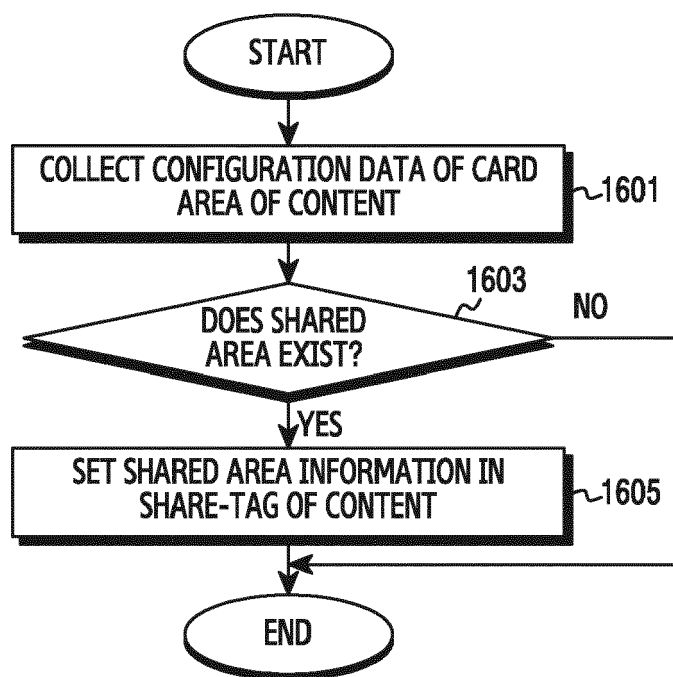 START
COLLECT CONFIGURATION DATA OF CARD
AREA OF CONTENT
1601
1603
DOES SHARED
AREA EXIST?
NO
YES
SET SHARED AREA INFORMATION IN
SHARE-TAG OF CONTENT
1605
END